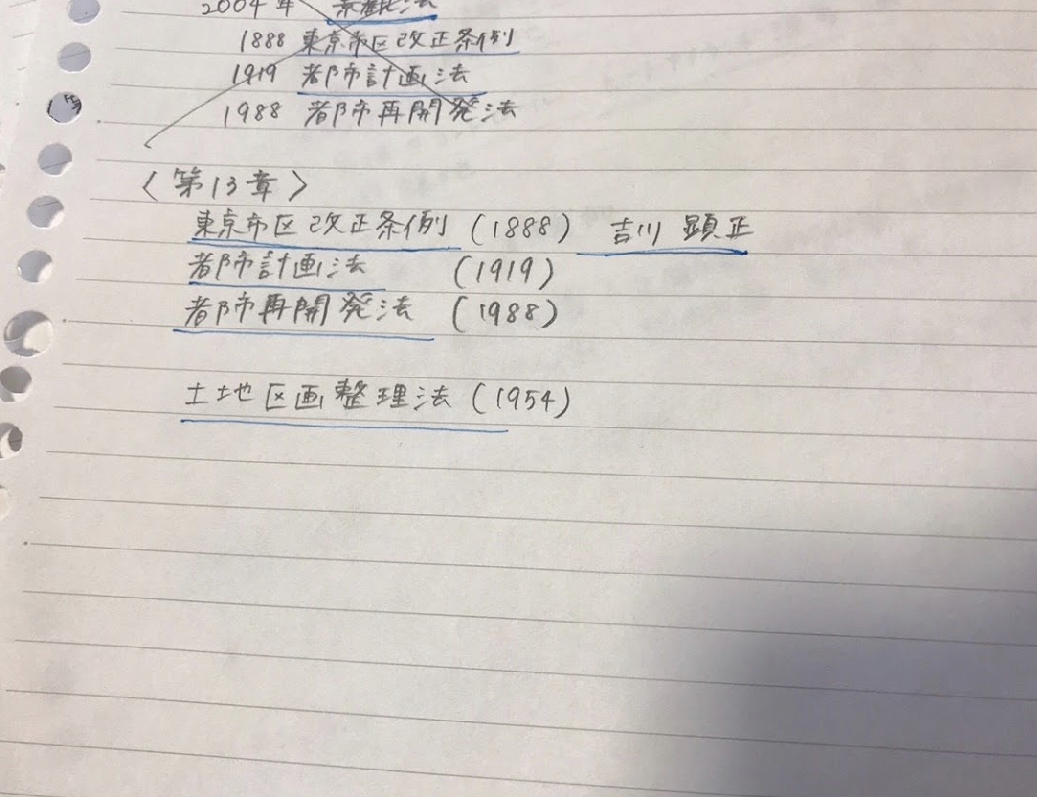 2004年 景観法
1888 東京市区改正条例
1919 都市計画法
1988 都市再開発法
〈第13章〉
東京市区改正条例 (1888) 吉川 顕正
都市計画法 (1919)
都市再開発法 (1988)
土地区画整理法 (1954)